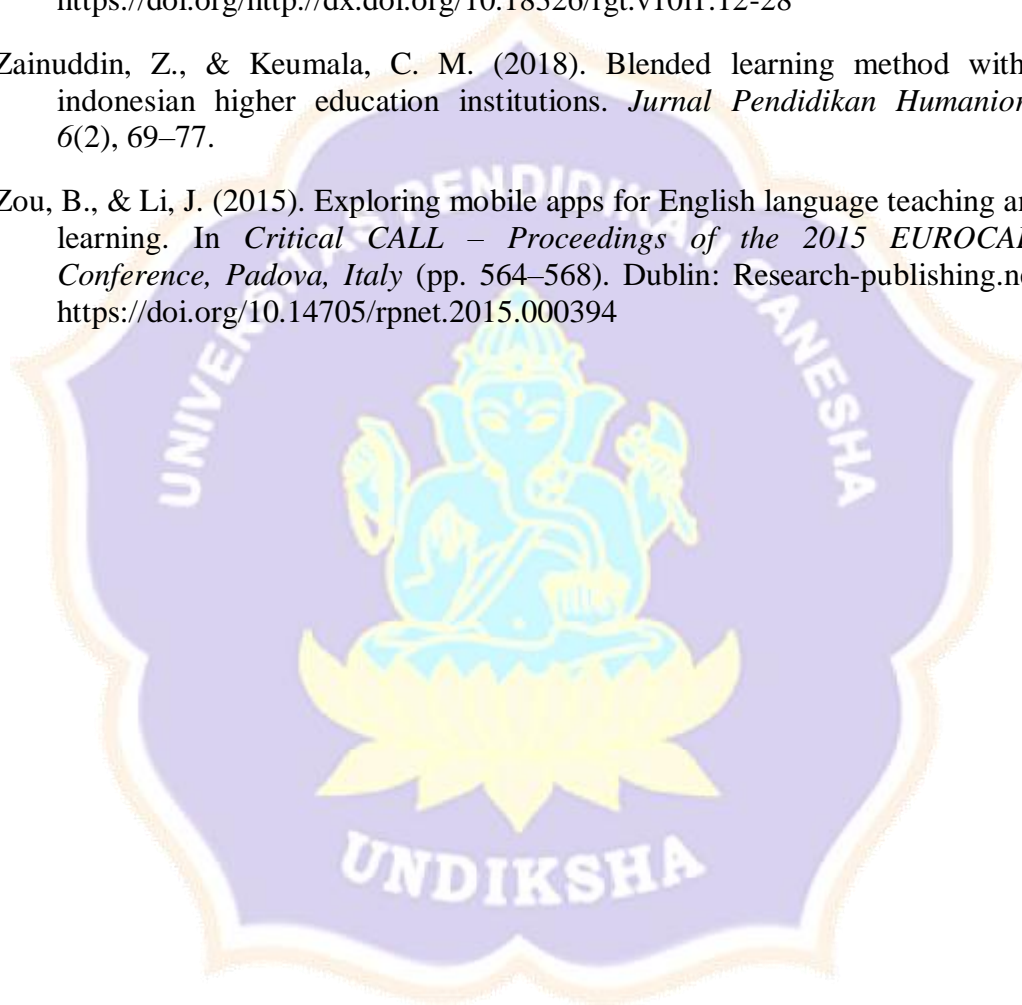 https://doi.org/http://dx.doi.org/10.18326/rgt.v10i1.12-28
Zainuddin, Z., & Keumala, C. M. (2018). Blended learning method with
indonesian higher education institutions. Jurnal Pendidikan Humanior
6(2), 69–77.
Zou, B., & Li, J. (2015). Exploring mobile apps for English language teaching a
learning. In Critical CALL – Proceedings of the 2015 EUROCA
Conference, Padova, Italy (pp. 564–568). Dublin: Research-publishing.ne
https://doi.org/10.14705/rpnet.2015.000394
UNIVERSITAS PENDIDIKAN GANESHA
UNDIKSHA